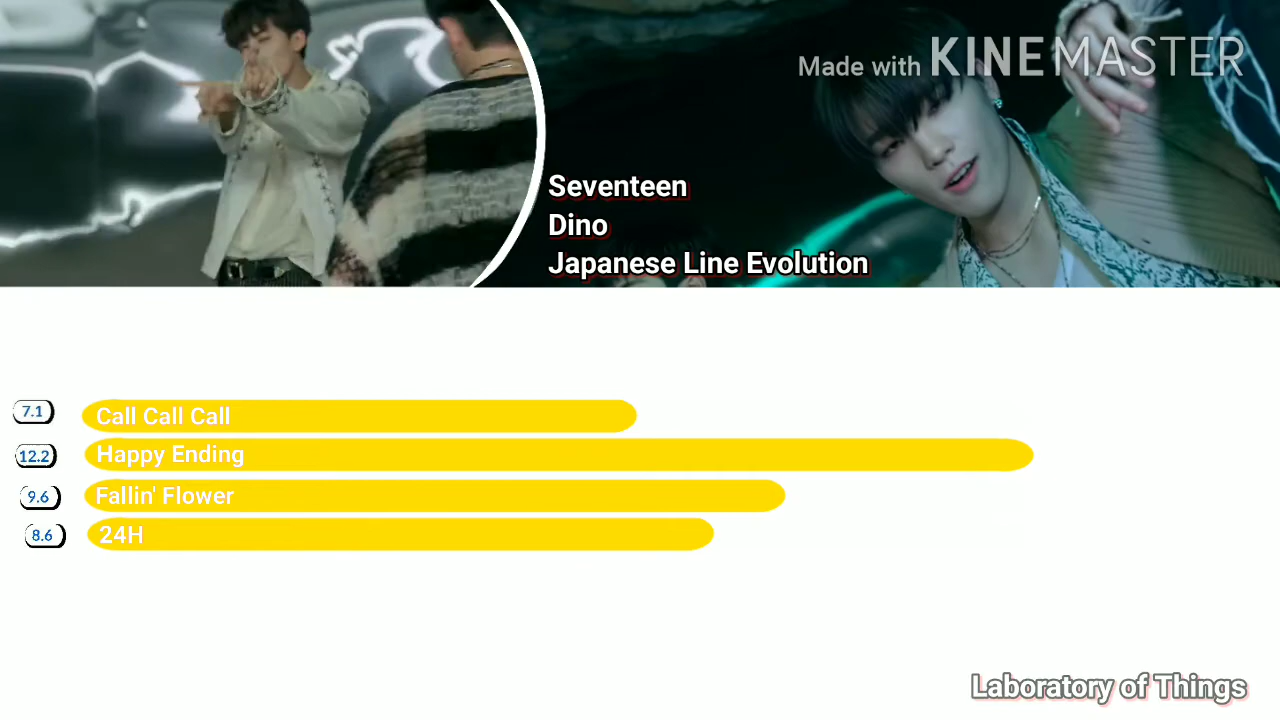 Made with KINEMASTER
Seventeen
Dino
Japanese Line Evolution
7.1 Call Call Call
12.2 Happy Ending
9.6 Fallin' Flower
8.6 24H
Laboratory of Things